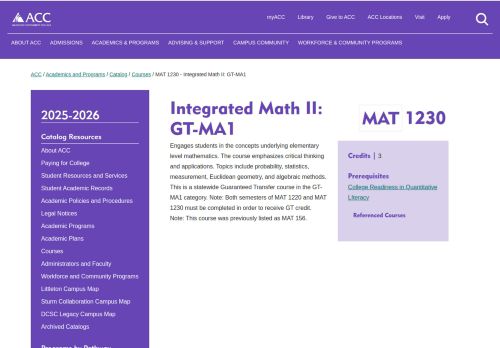 ACC
myACC Library Give to ACC ACC Locations Visit Apply
ABOUT ACC ADMISSIONS ACADEMICS & PROGRAMS ADVISING & SUPPORT CAMPUS COMMUNITY WORKFORCE & COMMUNITY PROGRAMS
ACC / Academics and Programs / Catalog / Courses / MAT 1230 - Integrated Math II: GT-MA1
2025-2026
Catalog Resources
About ACC
Paying for College
Student Resources and Services
Student Academic Records
Academic Policies and Procedures
Legal Notices
Academic Programs
Academic Plans
Courses
Administrators and Faculty
Workforce and Community Programs
Littleton Campus Map
Sturm Collaboration Campus Map
DCSC Legacy Campus Map
Archived Catalogs
Programs by Pathway
Integrated Math II:
GT-MA1
Engages students in the concepts underlying elementary
level mathematics. The course emphasizes critical thinking
and applications. Topics include probability, statistics,
measurement, Euclidean geometry, and algebraic methods.
This is a statewide Guaranteed Transfer course in the GT-
MA1 category. Note: Both semesters of MAT 1220 and MAT
1230 must be completed in order to receive GT credit.
Note: This course was previously listed as MAT 156.
MAT 1230
Credits | 3
Prerequisites
College Readiness in Quantitative
Literacy
Referenced Courses